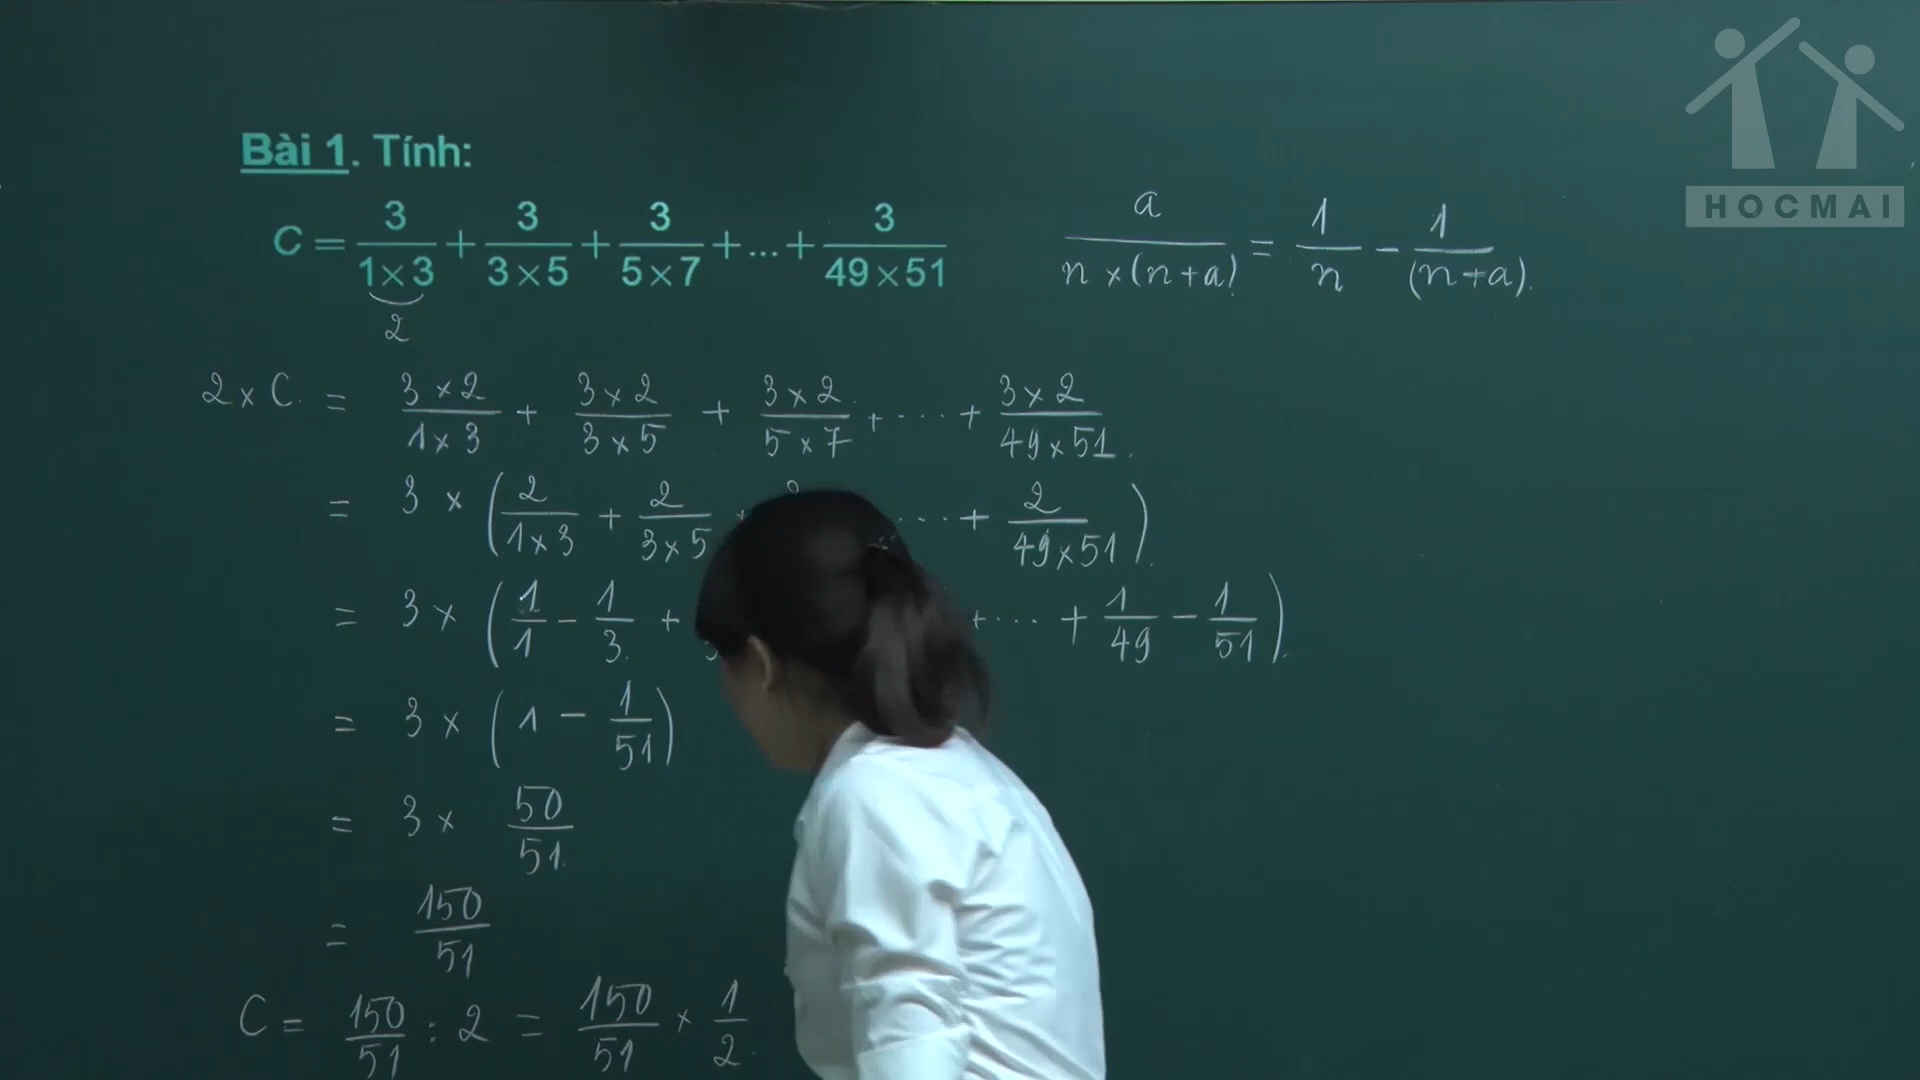 HOCMAI
Bài 1. Tính:
C = 3/(1×3) + 3/(3×5) + 3/(5×7) + ... + 3/(49×51)
2
a/(n×(n+a)) = 1/n - 1/(n+a).
2 × C = (3×2)/(1×3) + (3×2)/(3×5) + (3×2)/(5×7) + .... + (3×2)/(49×51).
= 3 × (2/(1×3) + 2/(3×5) + .... + 2/(49×51)).
= 3 × (1/1 - 1/3 + + ... + 1/49 - 1/51).
= 3 × (1 - 1/51)
= 3 × 50/51
= 150/51
C = 150/51 : 2 = 150/51 × 1/2